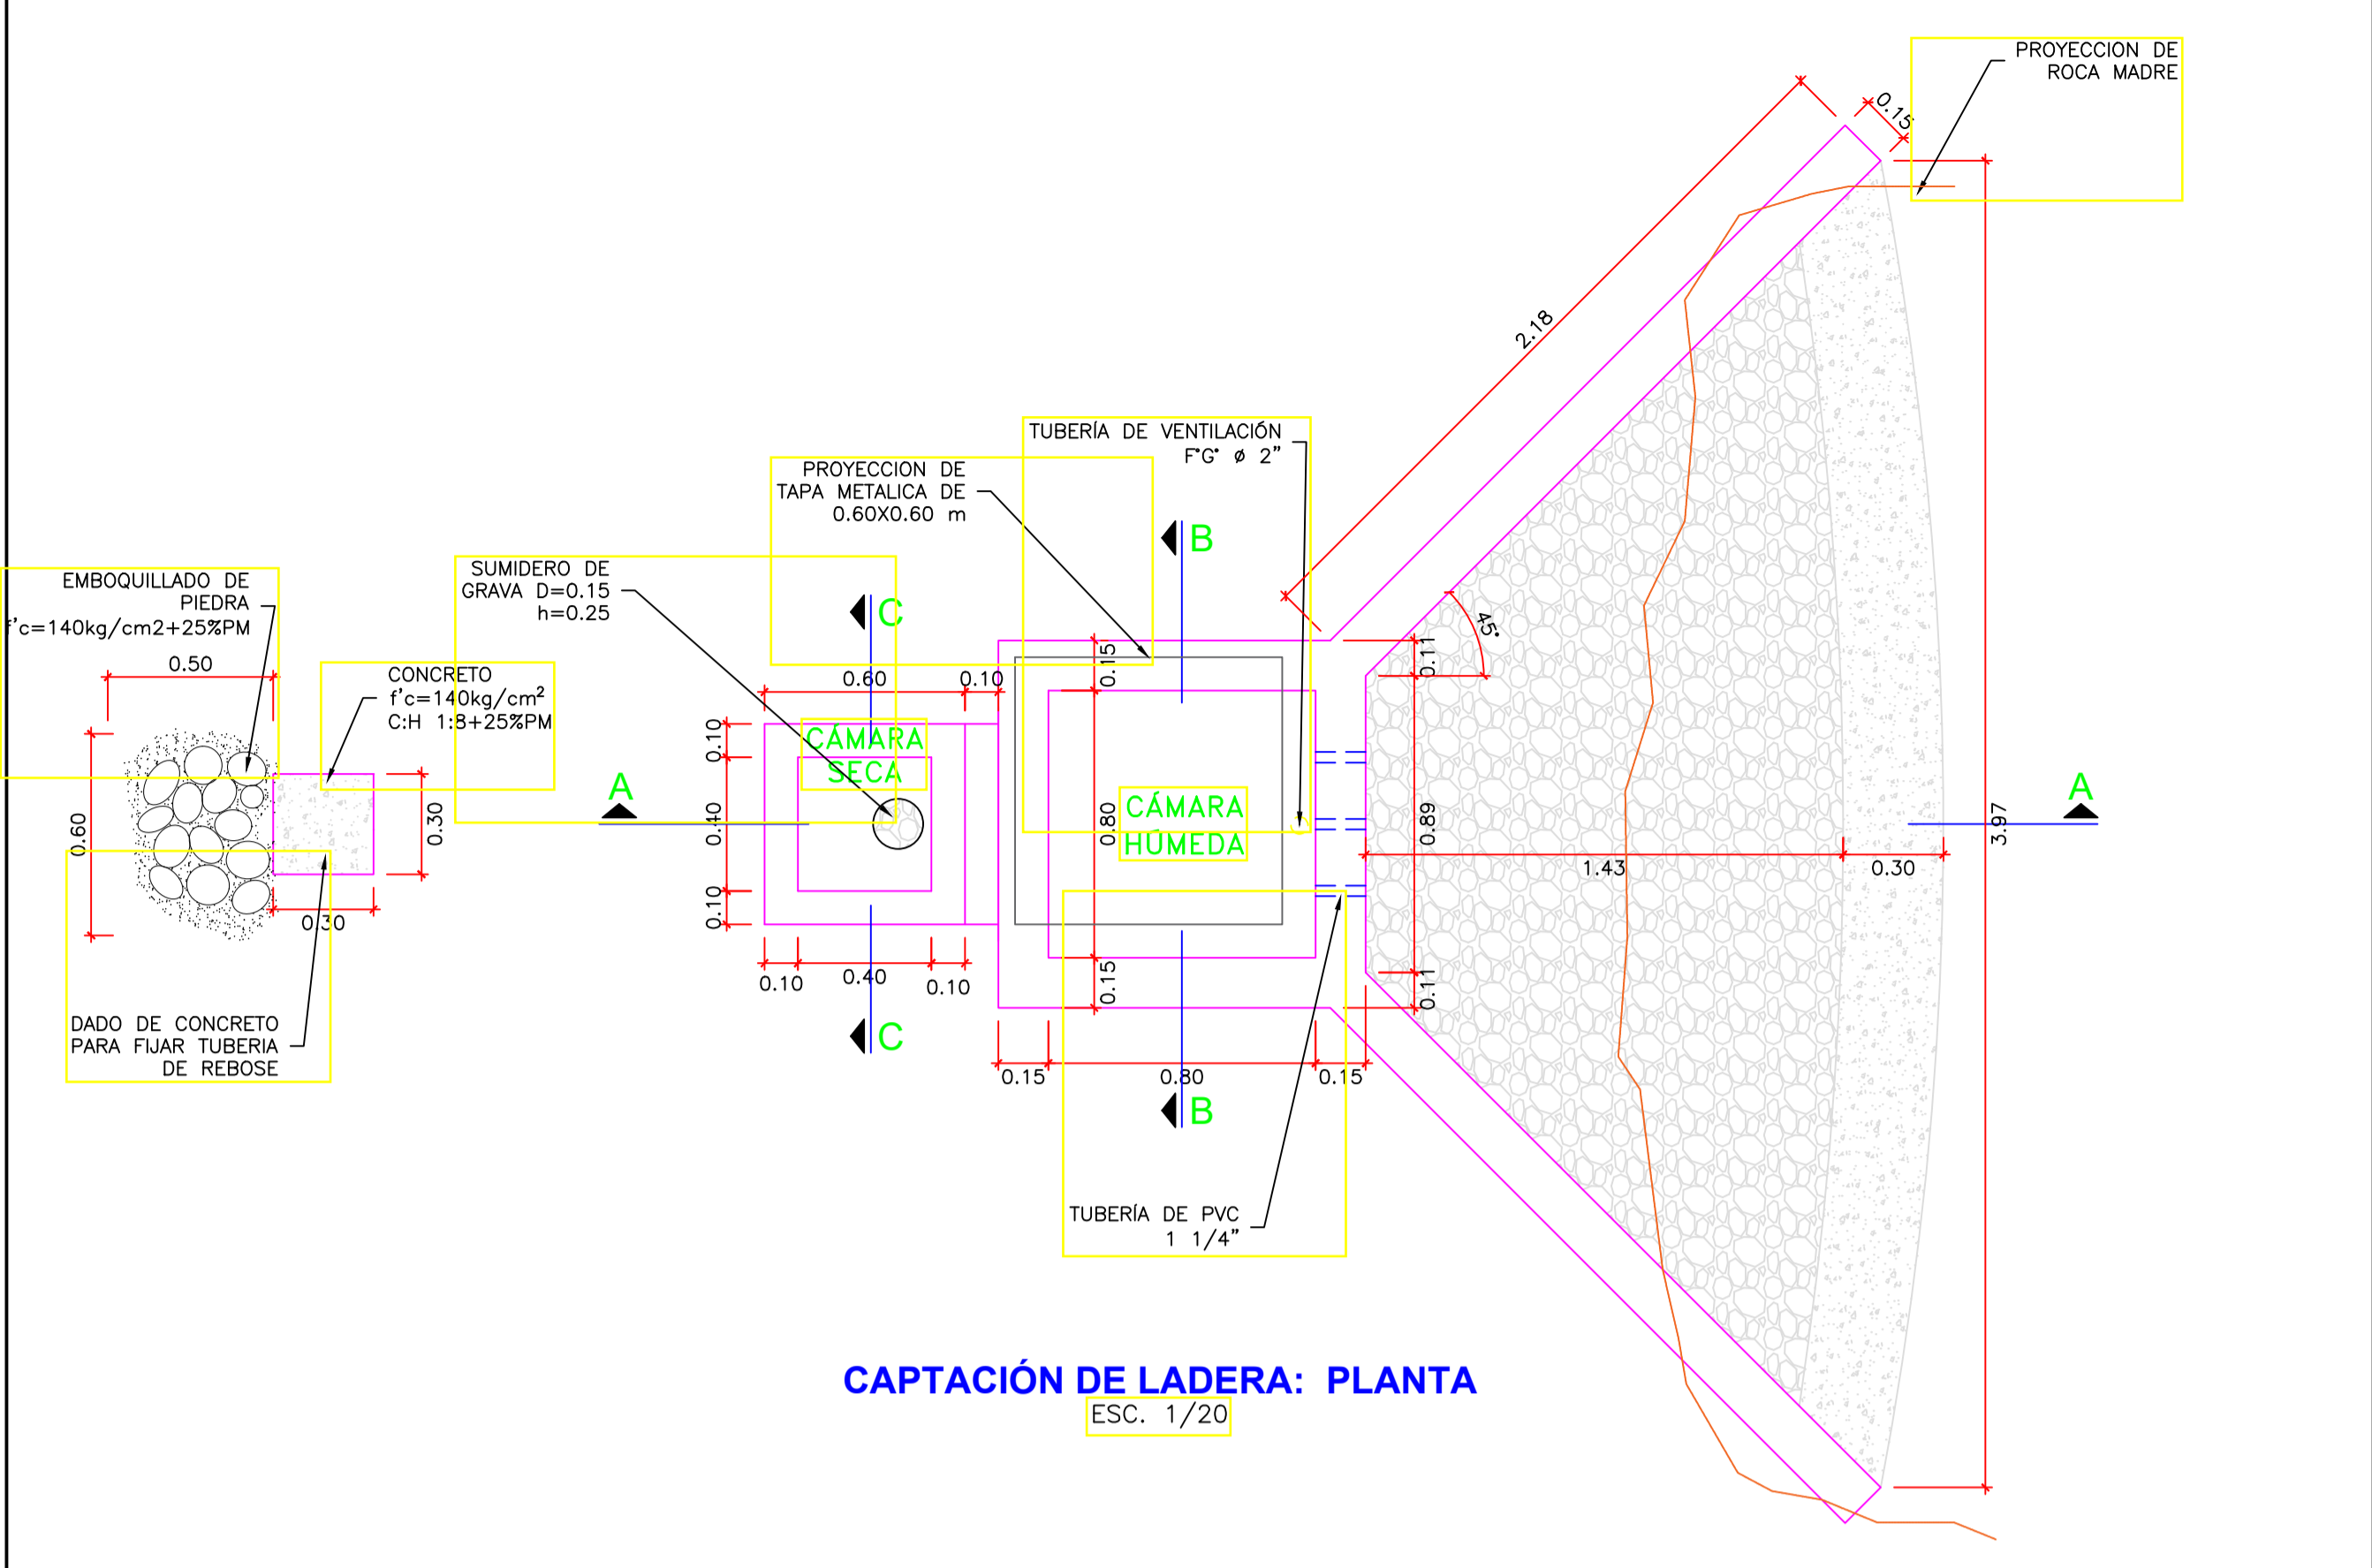 PROYECCION DE
ROCA MADRE
0.15
2.18
TUBERÍA DE VENTILACIÓN
F°G° ø 2"
PROYECCION DE
TAPA METALICA DE
0.60X0.60 m
B
SUMIDERO DE
GRAVA D=0.15
h=0.25
C
EMBOQUILLADO DE
PIEDRA
f'c=140kg/cm2+25%PM
0.50
CONCRETO
f'c=140kg/cm²
C:H 1:8+25%PM
45°
0.11
0.15
0.60
0.10
0.10
CÁMARA
SECA
A
A
CÁMARA
HÚMEDA
0.60
0.30
0.40
0.80
0.89
3.97
1.43
0.30
0.10
0.30
0.10
0.40
0.10
0.15
0.11
DADO DE CONCRETO
PARA FIJAR TUBERIA
DE REBOSE
C
0.15
0.80
0.15
B
TUBERÍA DE PVC
1 1/4"
CAPTACIÓN DE LADERA: PLANTA
ESC. 1/20